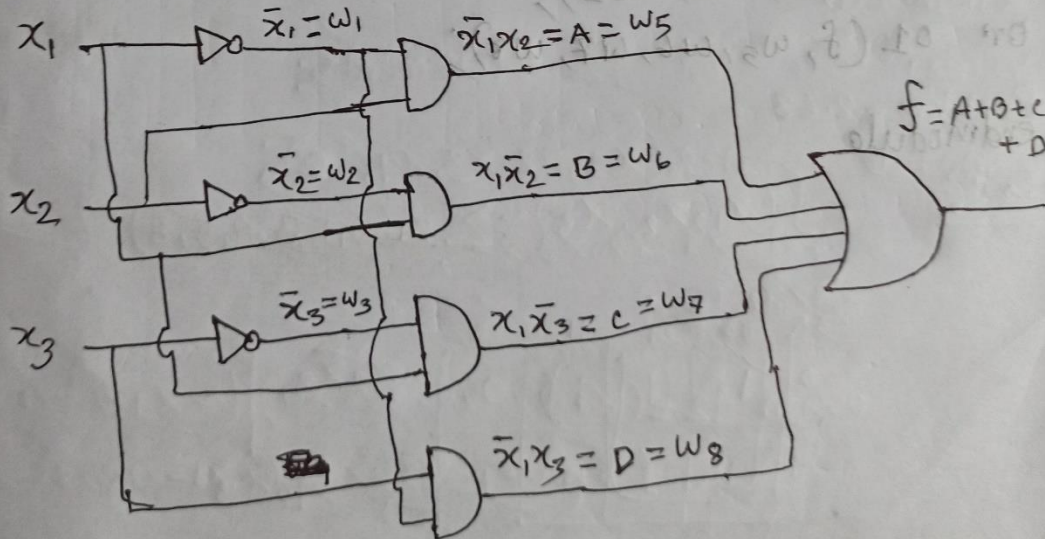 x₁
x̄₁ = w₁
x̄₁x₂ = A = w5
f = A+B+C
+ D
x₂
x̄₂ = w₂
x₁x̄₂ = B = w6
x₃
x̄₃ = w₃
x₁x̄₃ = C = w7
x̄₁x₃ = D = w8